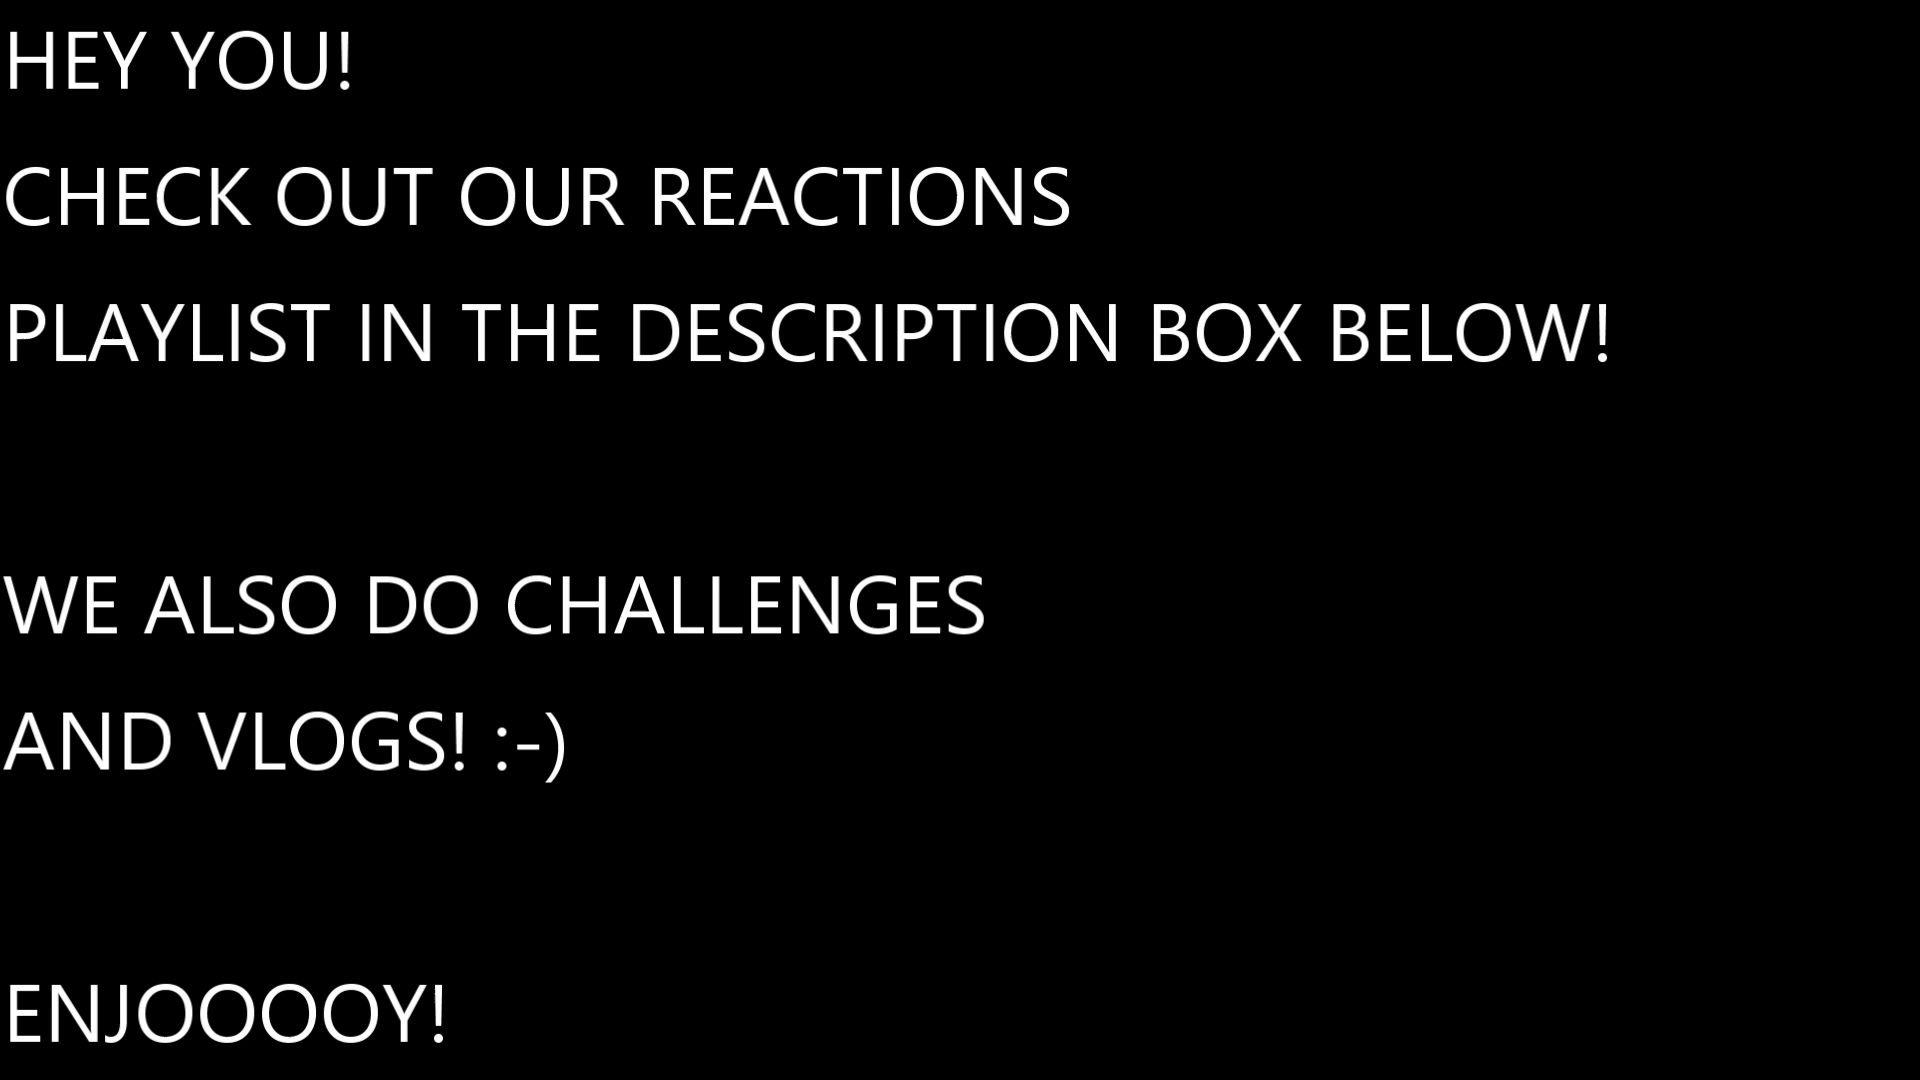 HEY YOU!
CHECK OUT OUR REACTIONS
PLAYLIST IN THE DESCRIPTION BOX BELOW!
WE ALSO DO CHALLENGES
AND VLOGS! :-)
ENJOOOOY!